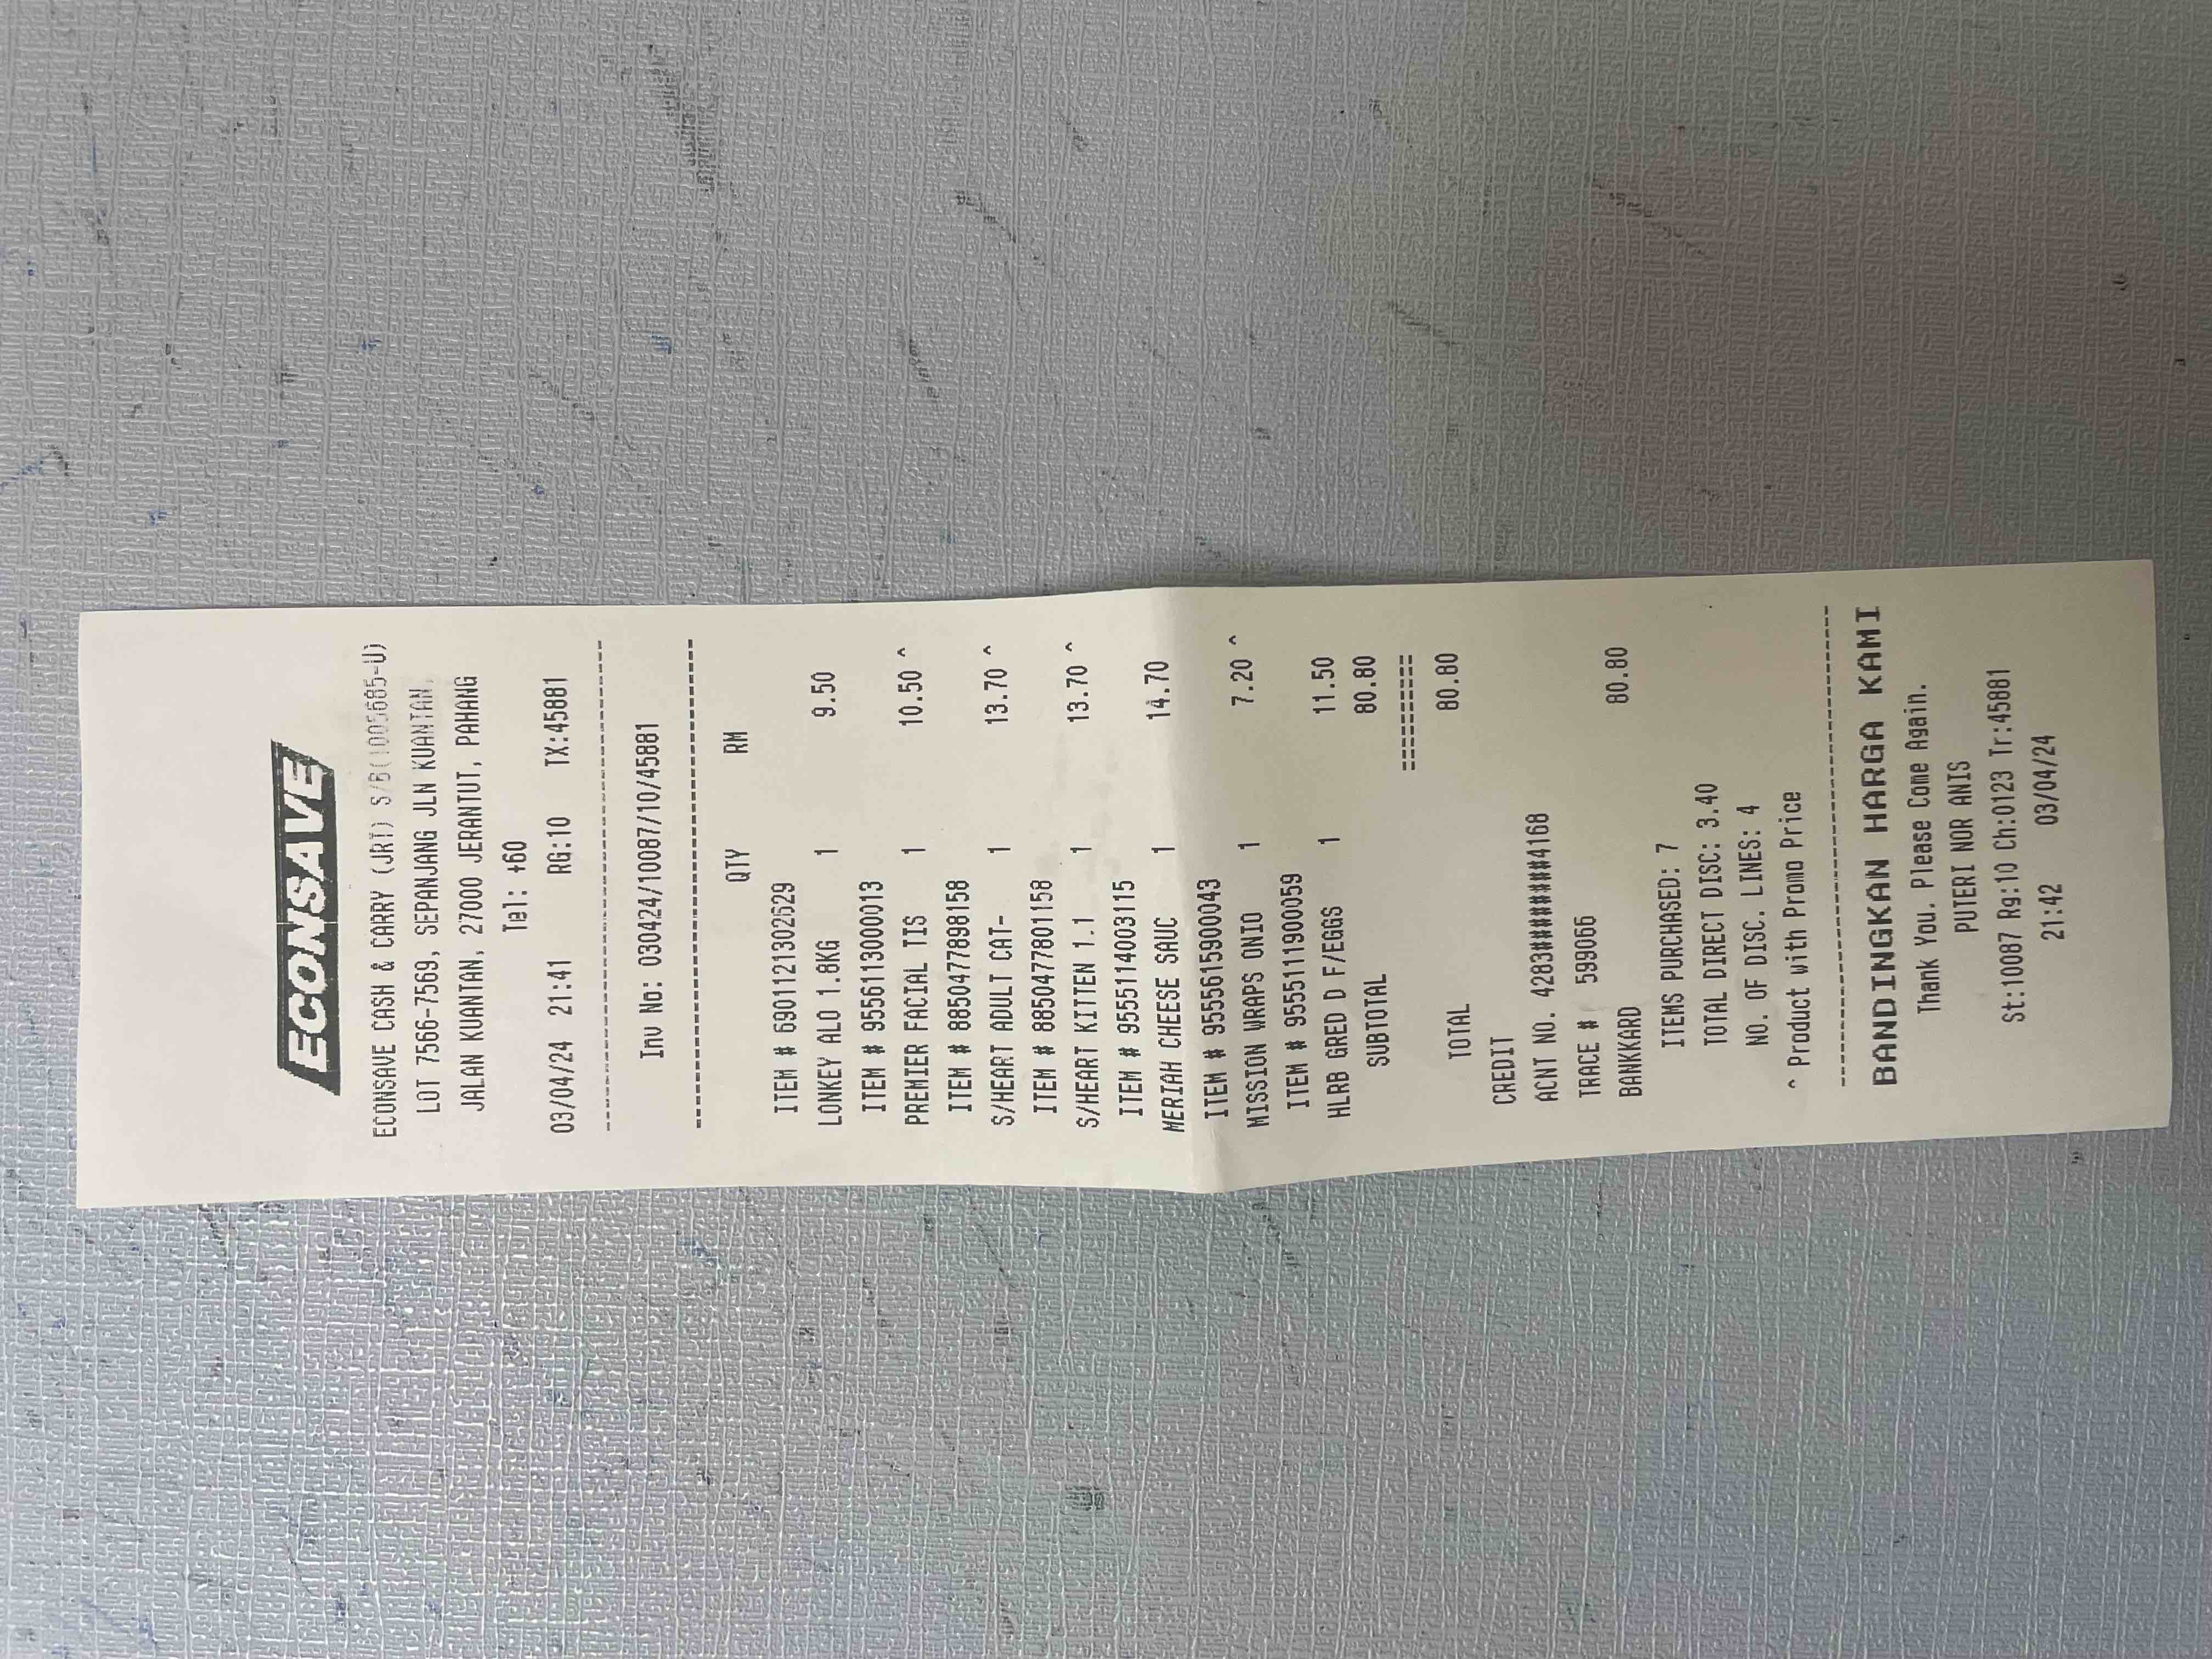 ECONSAVE
ECONSAVE CASH & CARRY (JRT) S/B(1005685-U)
LOT 7566-7569, SEPANJANG JLN KUANTAN,
JALAN KUANTAN, 27000 JERANTUT, PAHANG
Tel: +60
03/04/24 21:41 RG:10 TX:45881
Inv No: 030424/10087/10/45881
QTY RM
ITEM # 6901121302629
LONKEY ALO 1.8KG 1 9.50
ITEM # 9556113000013
PREMIER FACIAL TIS 1 10.50 ^
ITEM # 8850477898158
S/HEART ADULT CAT- 1 13.70 ^
ITEM # 8850477801158
S/HEART KITTEN 1.1 1 13.70 ^
ITEM # 9555114003115
MERIAH CHEESE SAUC 1 14.70
ITEM # 9555615900043
MISSION WRAPS ONIO 1 7.20 ^
ITEM # 9555111900059
HLRB GRED D F/EGGS 1 11.50
SUBTOTAL 80.80
==========
TOTAL 80.80
CREDIT
ACNT NO. 4283########4168
TRACE # 599066
BANKKARD 80.80
ITEMS PURCHASED: 7
TOTAL DIRECT DISC: 3.40
NO. OF DISC. LINES: 4
^ Product with Promo Price
BANDINGKAN HARGA KAMI
Thank You. Please Come Again.
PUTERI NOR ANIS
St:10087 Rg:10 Ch:0123 Tr:45881
21:42 03/04/24